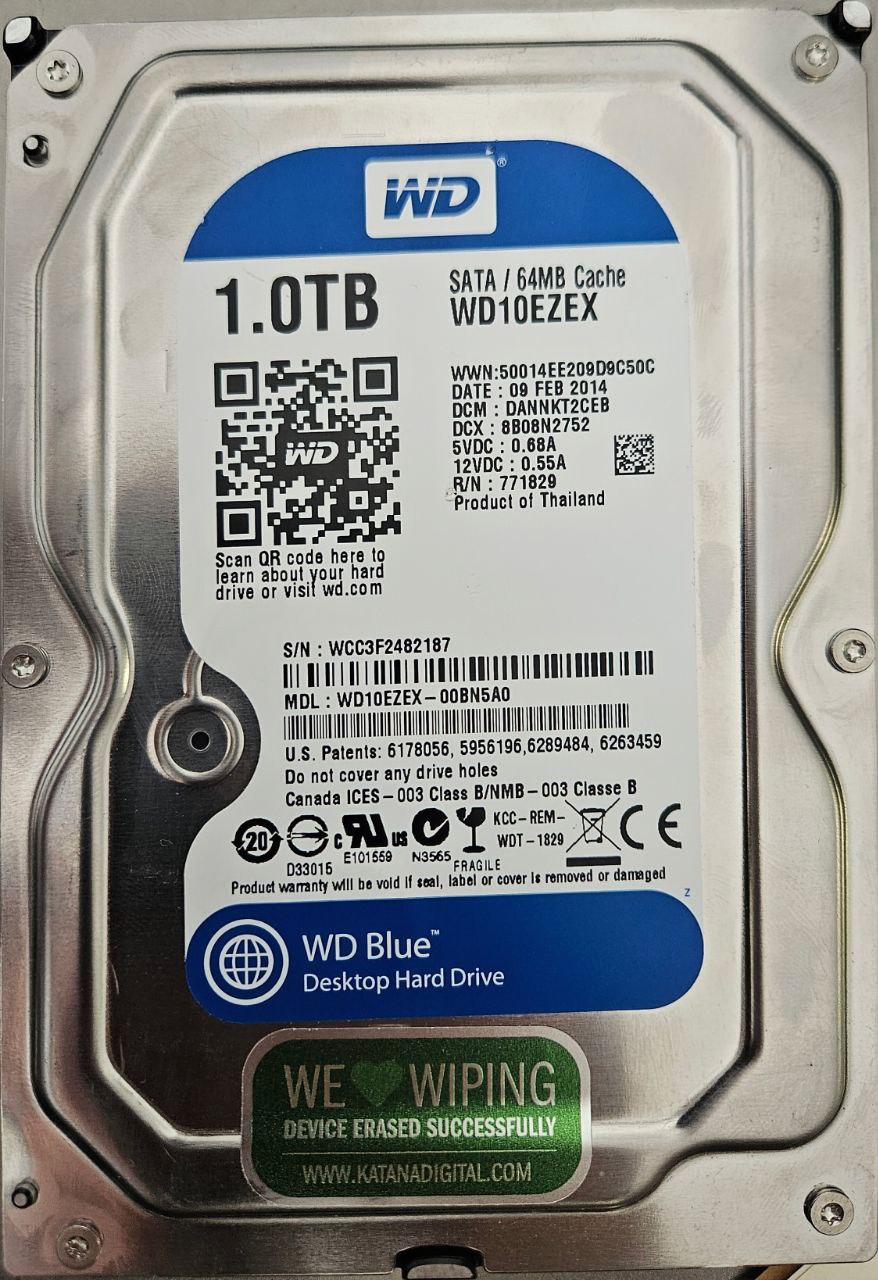 WD®
1.0TB
SATA / 64MB Cache
WD10EZEX
WWN:50014EE209D9C50C
DATE : 09 FEB 2014
DCM : DANNKT2CEB
DCX : 8B08N2752
5VDC : 0.68A
12VDC : 0.55A
R/N : 771829
Product of Thailand
WD
Scan QR code here to
learn about your hard
drive or visit wd.com
S/N : WCC3F2482187
MDL : WD10EZEX-00BN5A0
U.S. Patents: 6178056, 5956196,6289484, 6263459
Do not cover any drive holes
Canada ICES-003 Class B/NMB-003 Classe B
20
D33015
c us
E101559
N3565
FRAGILE
KCC-REM-
WDT-1829
CE
Product warranty will be void if seal, label or cover is removed or damaged
Z
WD Blue™
Desktop Hard Drive
WE WIPING
DEVICE ERASED SUCCESSFULLY
WWW.KATANADIGITAL.COM